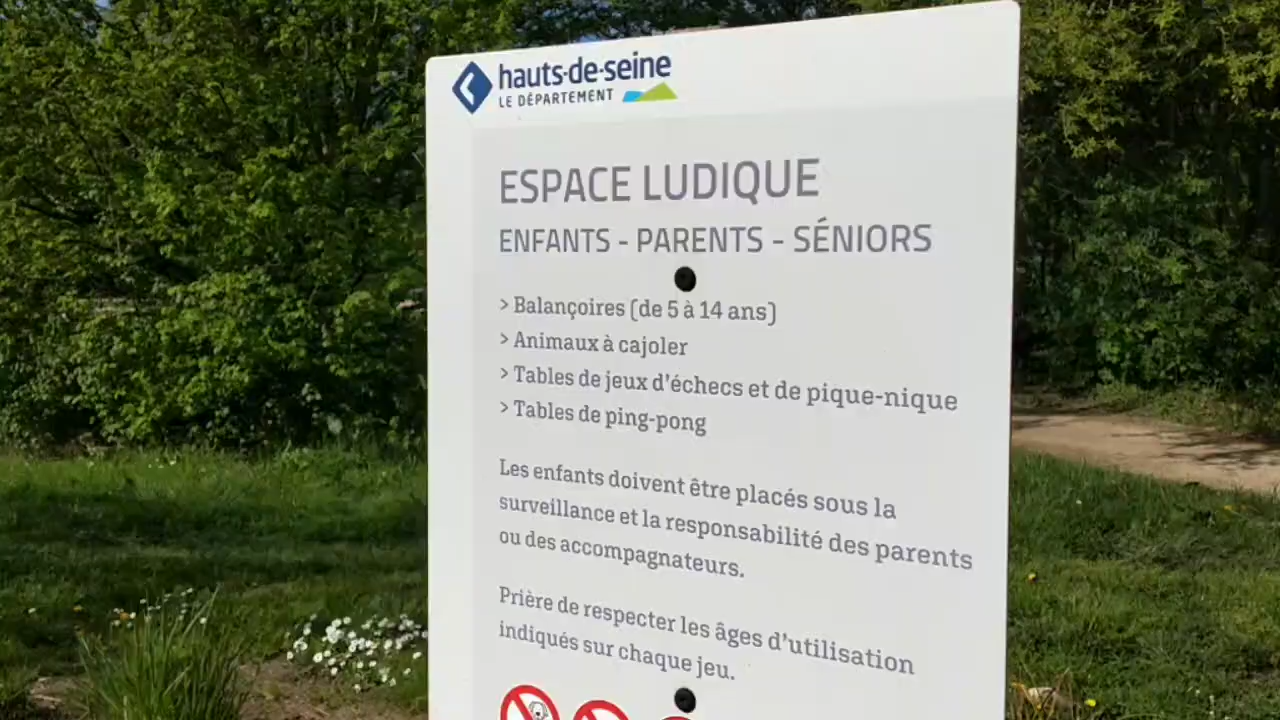 hauts-de-seine
LE DÉPARTEMENT
ESPACE LUDIQUE
ENFANTS - PARENTS - SÉNIORS
> Balançoires (de 5 à 14 ans)
> Animaux à cajoler
> Tables de jeux d'échecs et de pique-nique
> Tables de ping-pong
Les enfants doivent être placés sous la
surveillance et la responsabilité des parents
ou des accompagnateurs.
Prière de respecter les âges d'utilisation
indiqués sur chaque jeu.